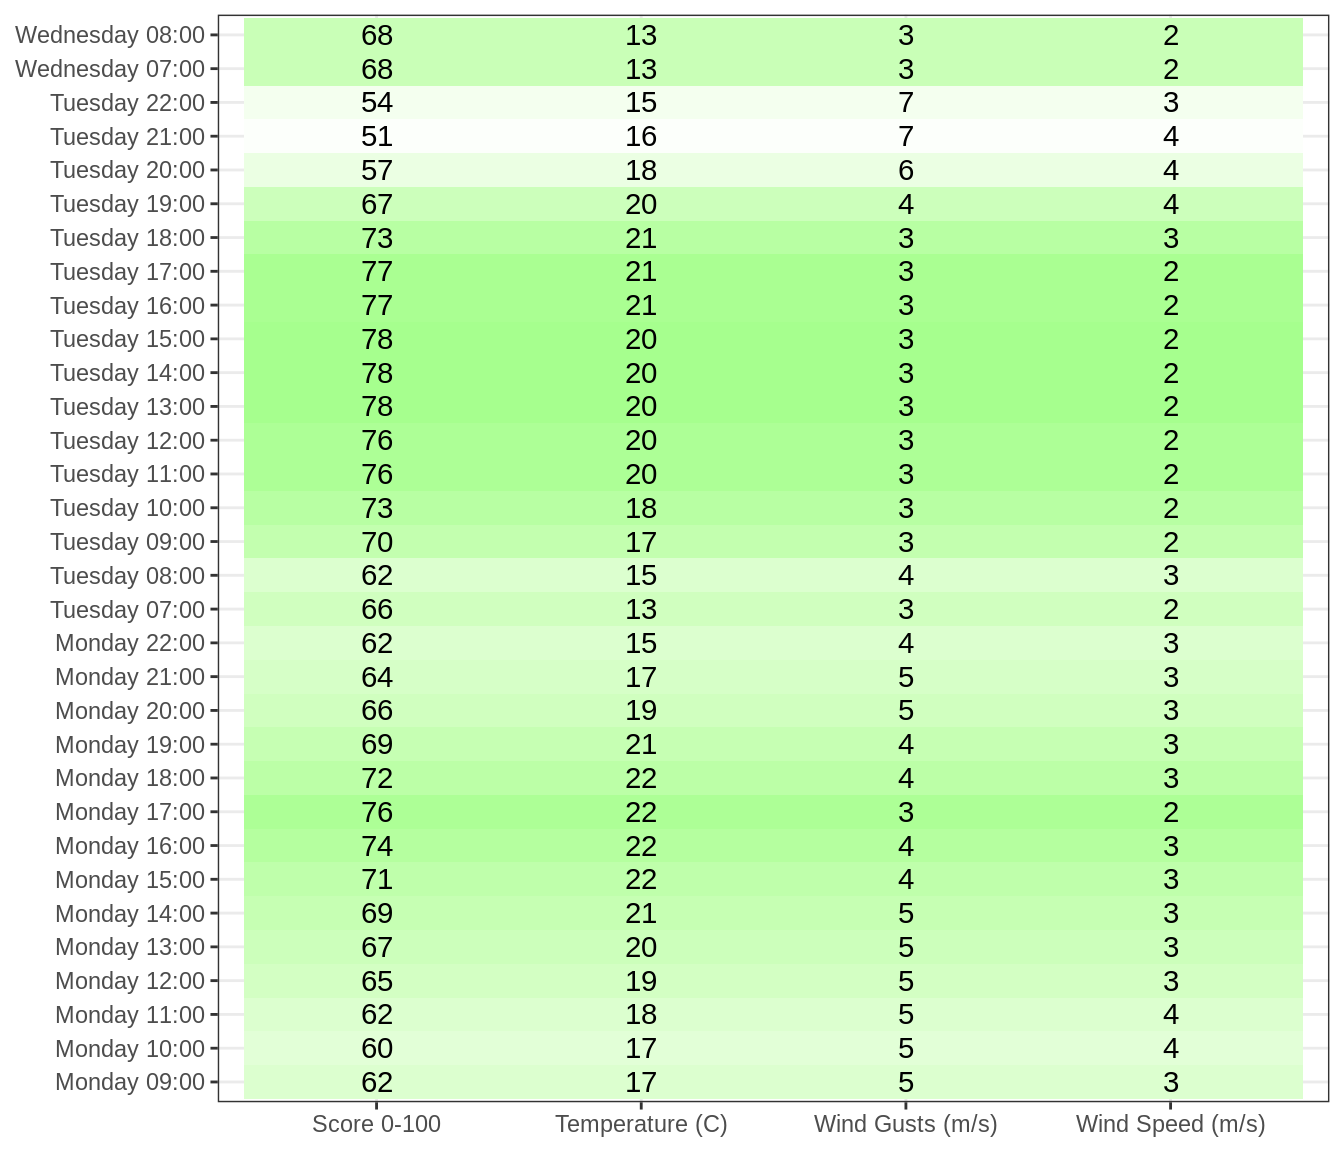 Wednesday 08:00 68 13 3 2
Wednesday 07:00 68 13 3 2
Tuesday 22:00 54 15 7 3
Tuesday 21:00 51 16 7 4
Tuesday 20:00 57 18 6 4
Tuesday 19:00 67 20 4 4
Tuesday 18:00 73 21 3 3
Tuesday 17:00 77 21 3 2
Tuesday 16:00 77 21 3 2
Tuesday 15:00 78 20 3 2
Tuesday 14:00 78 20 3 2
Tuesday 13:00 78 20 3 2
Tuesday 12:00 76 20 3 2
Tuesday 11:00 76 20 3 2
Tuesday 10:00 73 18 3 2
Tuesday 09:00 70 17 3 2
Tuesday 08:00 62 15 4 3
Tuesday 07:00 66 13 3 2
Monday 22:00 62 15 4 3
Monday 21:00 64 17 5 3
Monday 20:00 66 19 5 3
Monday 19:00 69 21 4 3
Monday 18:00 72 22 4 3
Monday 17:00 76 22 3 2
Monday 16:00 74 22 4 3
Monday 15:00 71 22 4 3
Monday 14:00 69 21 5 3
Monday 13:00 67 20 5 3
Monday 12:00 65 19 5 3
Monday 11:00 62 18 5 4
Monday 10:00 60 17 5 4
Monday 09:00 62 17 5 3
Score 0-100 Temperature (C) Wind Gusts (m/s) Wind Speed (m/s)